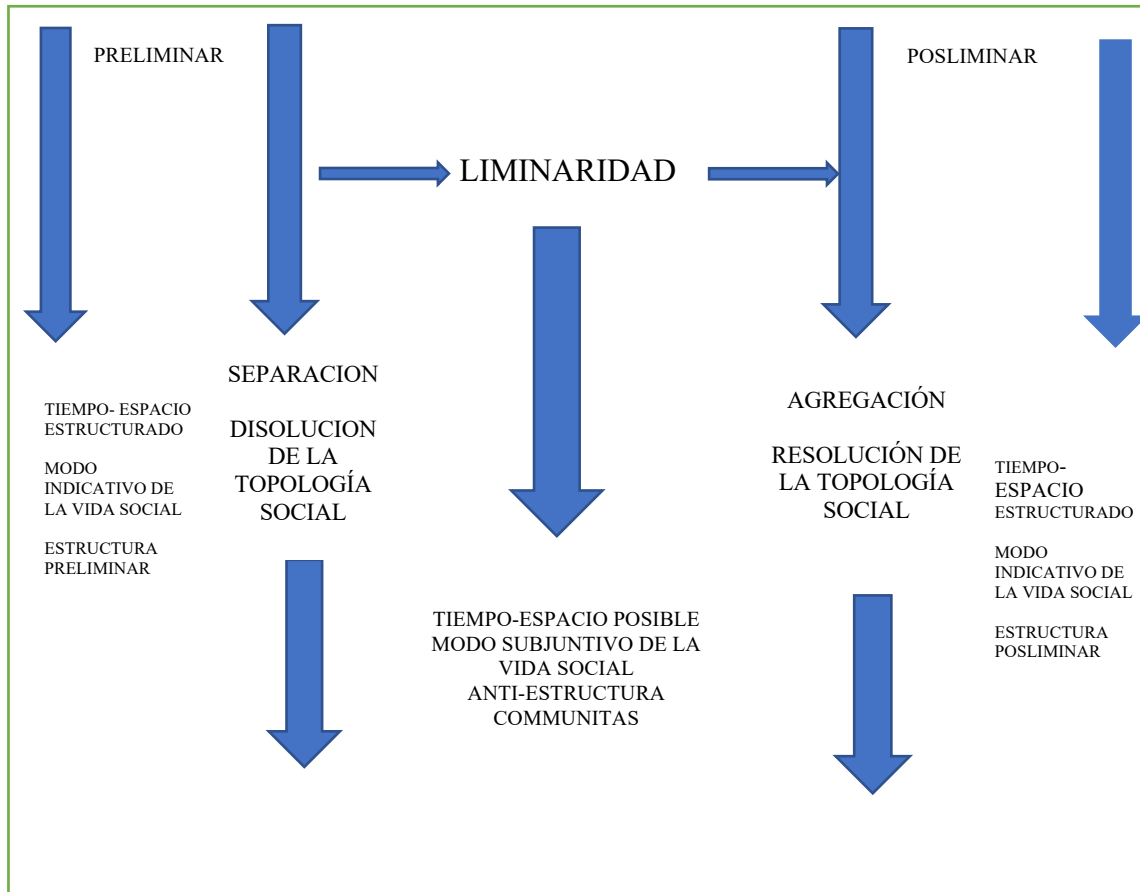 PRELIMINAR
POSLIMINAR
LIMINARIDAD
TIEMPO- ESPACIO
ESTRUCTURADO
MODO
INDICATIVO DE
LA VIDA SOCIAL
ESTRUCTURA
PRELIMINAR
SEPARACION
DISOLUCION
DE LA
TOPOLOGÍA
SOCIAL
TIEMPO-ESPACIO POSIBLE
MODO SUBJUNTIVO DE LA
VIDA SOCIAL
ANTI-ESTRUCTURA
COMMUNITAS
AGREGACIÓN
RESOLUCIÓN DE
LA TOPOLOGÍA
SOCIAL
TIEMPO-
ESPACIO
ESTRUCTURADO
MODO
INDICATIVO DE
LA VIDA SOCIAL
ESTRUCTURA
POSLIMINAR